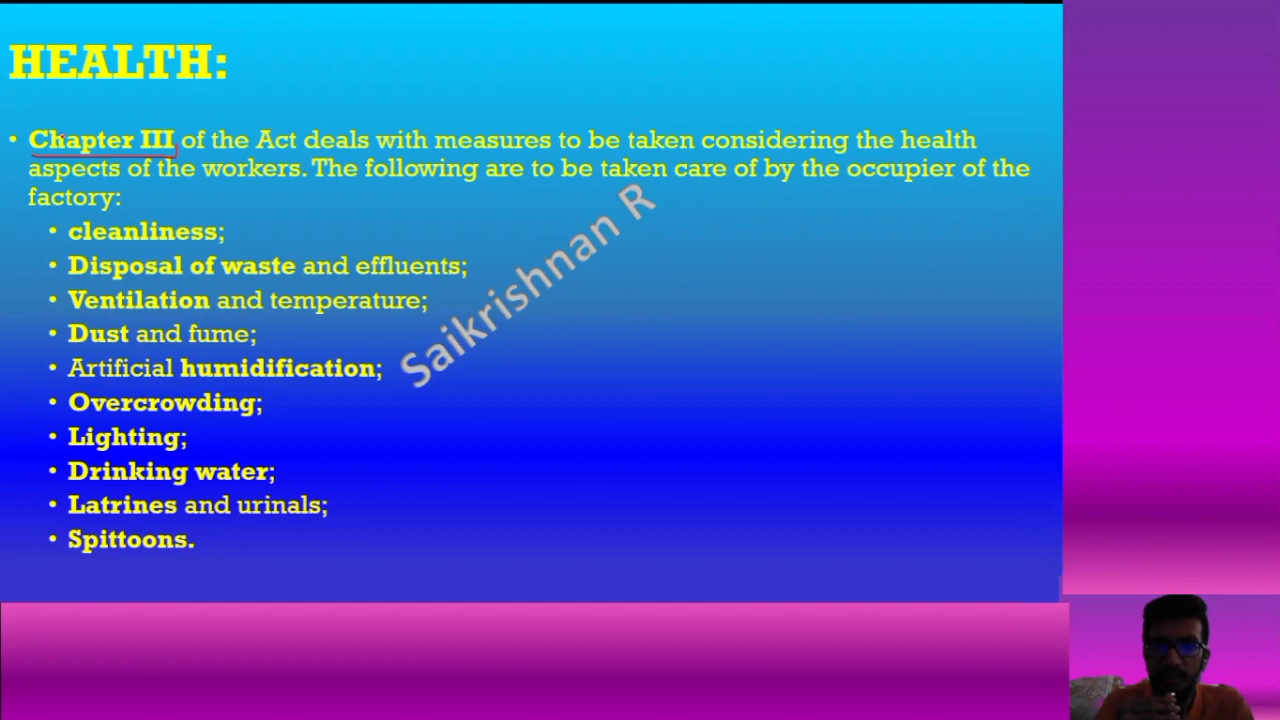 HEALTH:
• Chapter III of the Act deals with measures to be taken considering the health
aspects of the workers. The following are to be taken care of by the occupier of the
factory:
• cleanliness;
• Disposal of waste and effluents;
• Ventilation and temperature;
• Dust and fume;
• Artificial humidification;
• Overcrowding;
• Lighting;
• Drinking water;
• Latrines and urinals;
• Spittoons.
Saikrishnan R